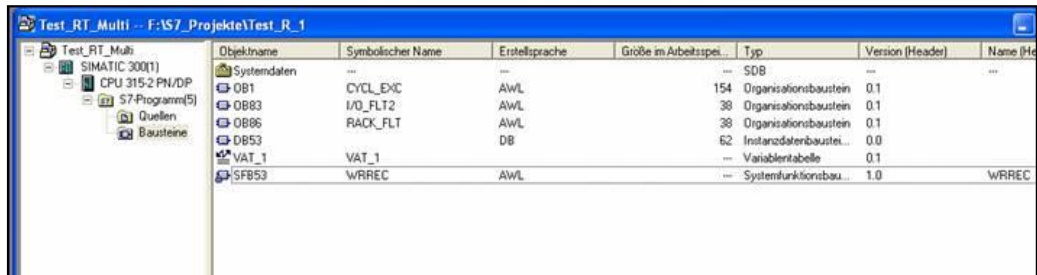 Test_RT_Multi -- F:\S7_Projekte\Test_R_1
Test_RT_Multi
SIMATIC 300(1)
CPU 315-2 PN/DP
S7-Programm(5)
Quellen
Bausteine
Objektname Symbolischer Name Erstellsprache Größe im Arbeitsspei... Typ Version (Header) Name (He
Systemdaten --- --- --- SDB --- ---
OB1 CYCL_EXC AWL 154 Organisationsbaustein 0.1
OB83 I/O_FLT2 AWL 38 Organisationsbaustein 0.1
OB86 RACK_FLT AWL 38 Organisationsbaustein 0.1
DB53 DB 62 Instanzdatenbaustei... 0.0
VAT_1 VAT_1 --- Variablentabelle 0.1
SFB53 WRREC AWL --- Systemfunktionsbau... 1.0 WRREC